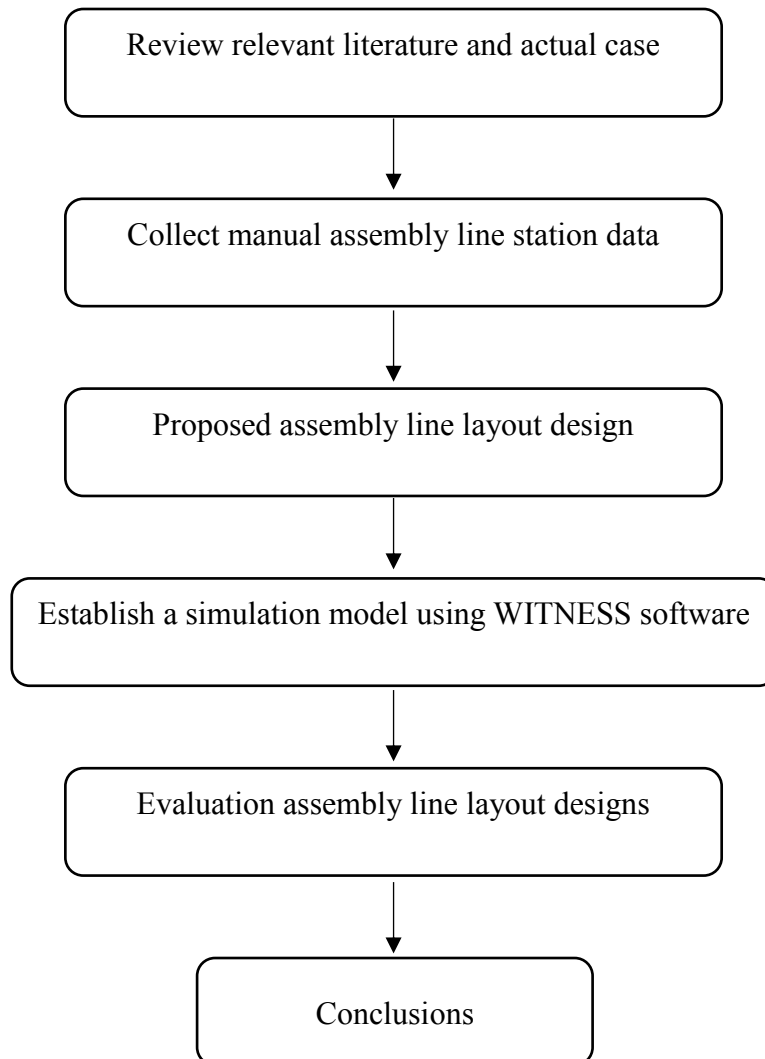 Review relevant literature and actual case
Collect manual assembly line station data
Proposed assembly line layout design
Establish a simulation model using WITNESS software
Evaluation assembly line layout designs
Conclusions